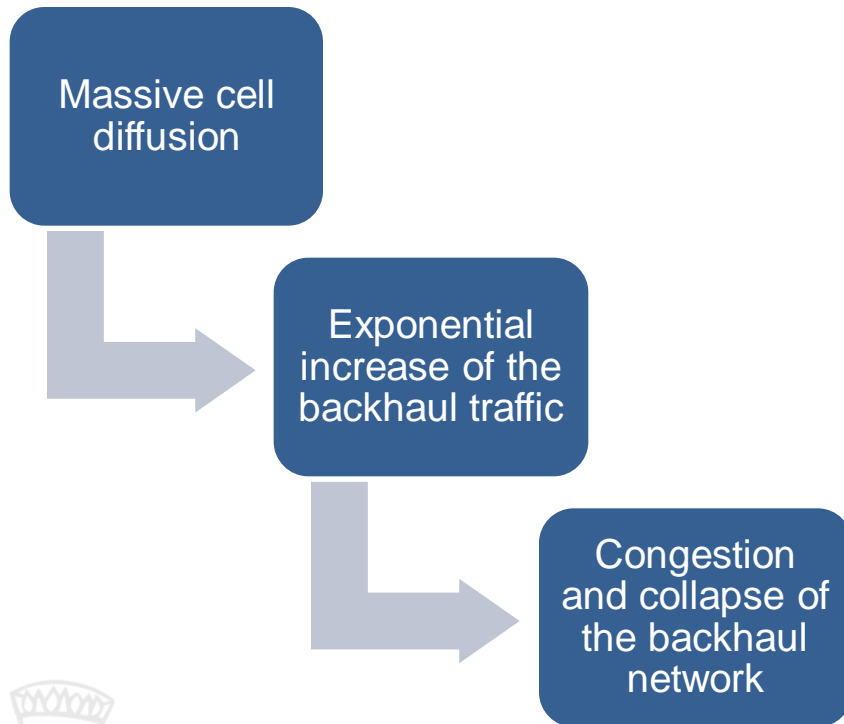 Massive cell
diffusion
Exponential
increase of the
backhaul traffic
Congestion
and collapse of
the backhaul
network